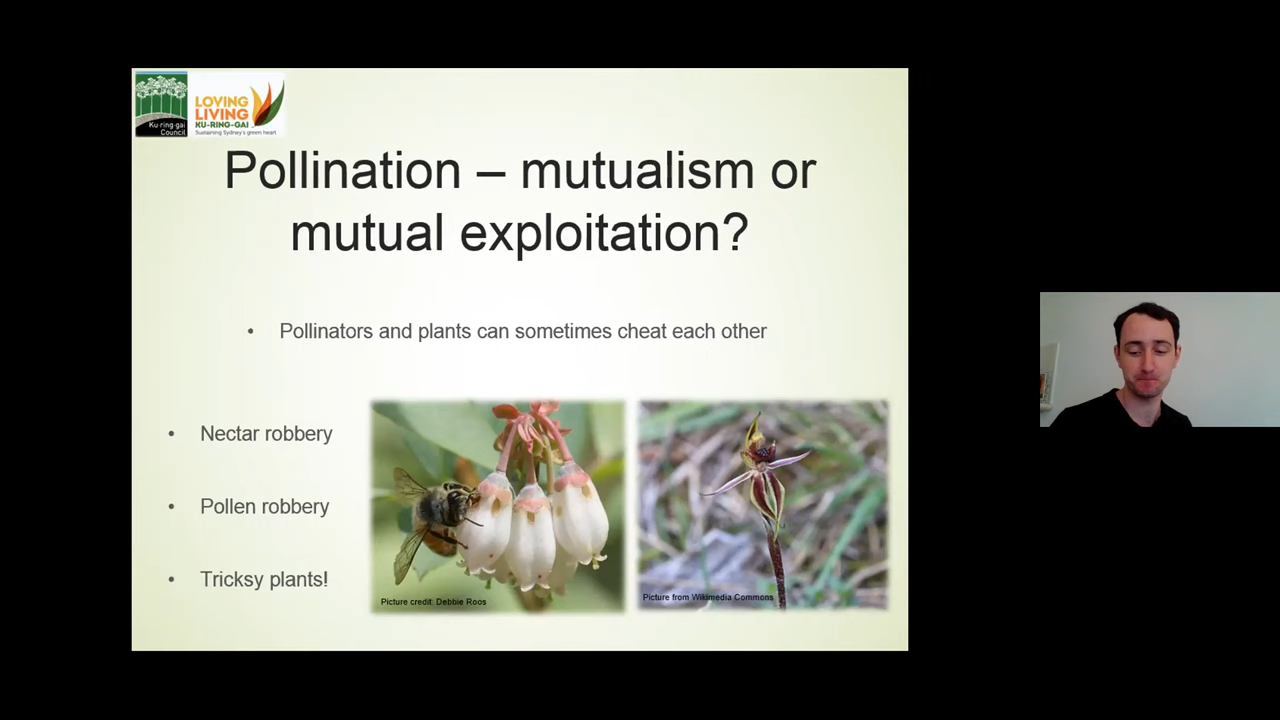 Ku·ring·gai
Council
LOVING
LIVING
KU-RING-GAI
Sustaining Sydney's green heart
Pollination – mutualism or
mutual exploitation?
• Pollinators and plants can sometimes cheat each other
• Nectar robbery
• Pollen robbery
• Tricksy plants!
Picture credit: Debbie Roos
Picture from Wikimedia Commons